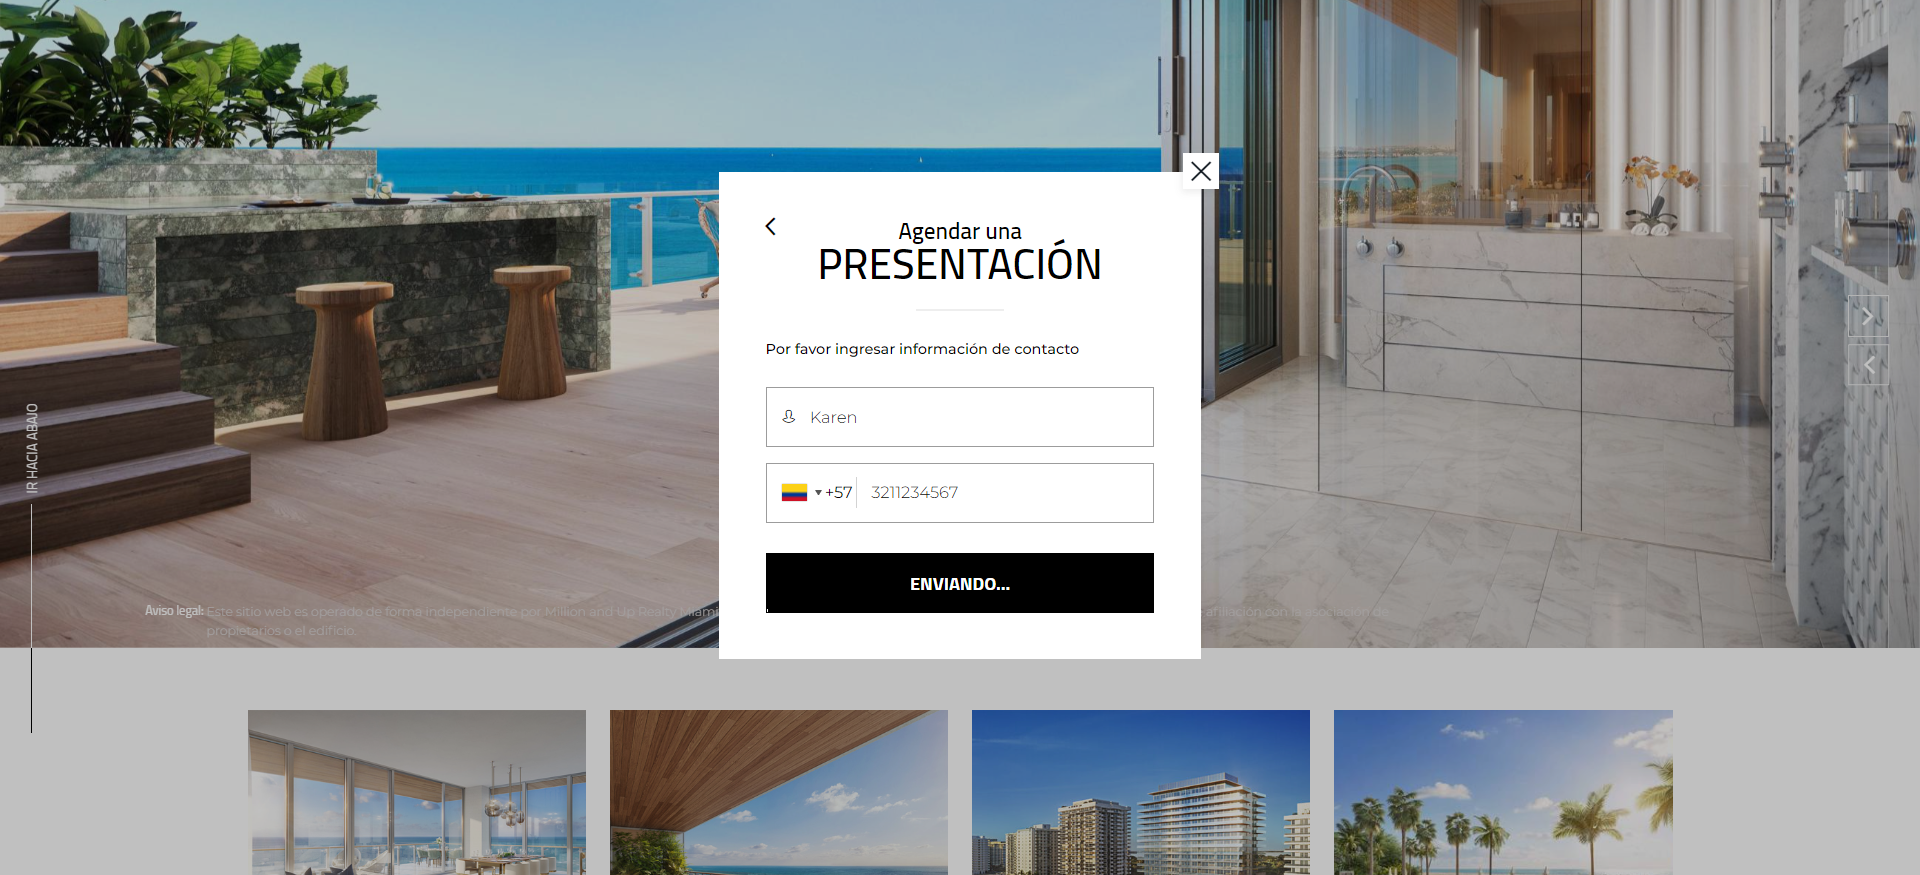 Agendar una
PRESENTACIÓN
Por favor ingresar información de contacto
Karen
+57 3211234567
ENVIANDO...
IR HACIA ABAJO
Aviso legal: Este sitio web es operado de forma independiente por Million and Up Realty Miami afiliación con la asociación de
propietarios o el edificio.